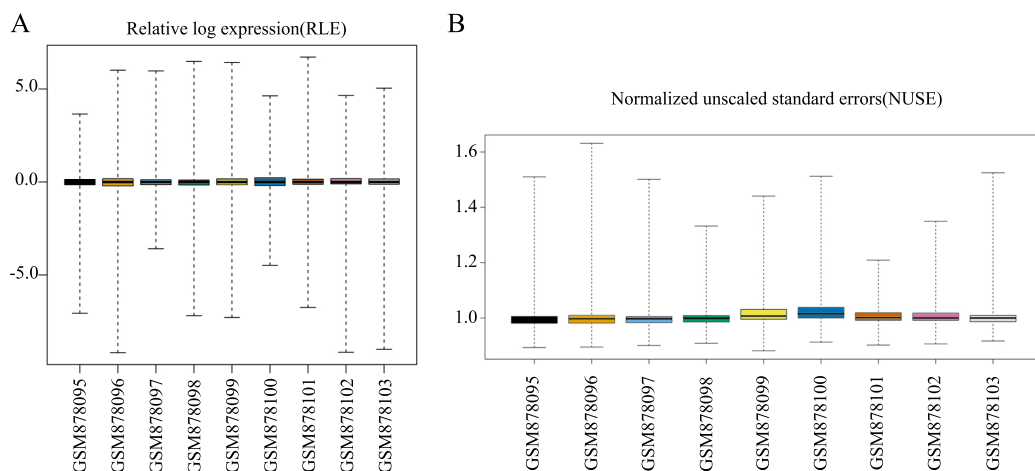 A
Relative log expression(RLE)
5.0
0.0
-5.0
GSM878095
GSM878096
GSM878097
GSM878098
GSM878099
GSM878100
GSM878101
GSM878102
GSM878103
B
Normalized unscaled standard errors(NUSE)
1.6
1.4
1.2
1.0
GSM878095
GSM878096
GSM878097
GSM878098
GSM878099
GSM878100
GSM878101
GSM878102
GSM878103